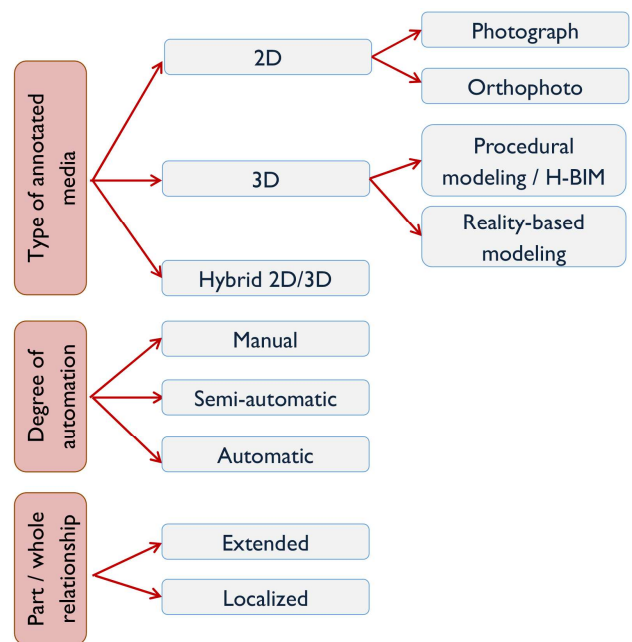 Type of annotated
media
2D
Photograph
Orthophoto
3D
Procedural
modeling / H-BIM
Reality-based
modeling
Hybrid 2D/3D
Degree of
automation
Manual
Semi-automatic
Automatic
Part / whole
relationship
Extended
Localized